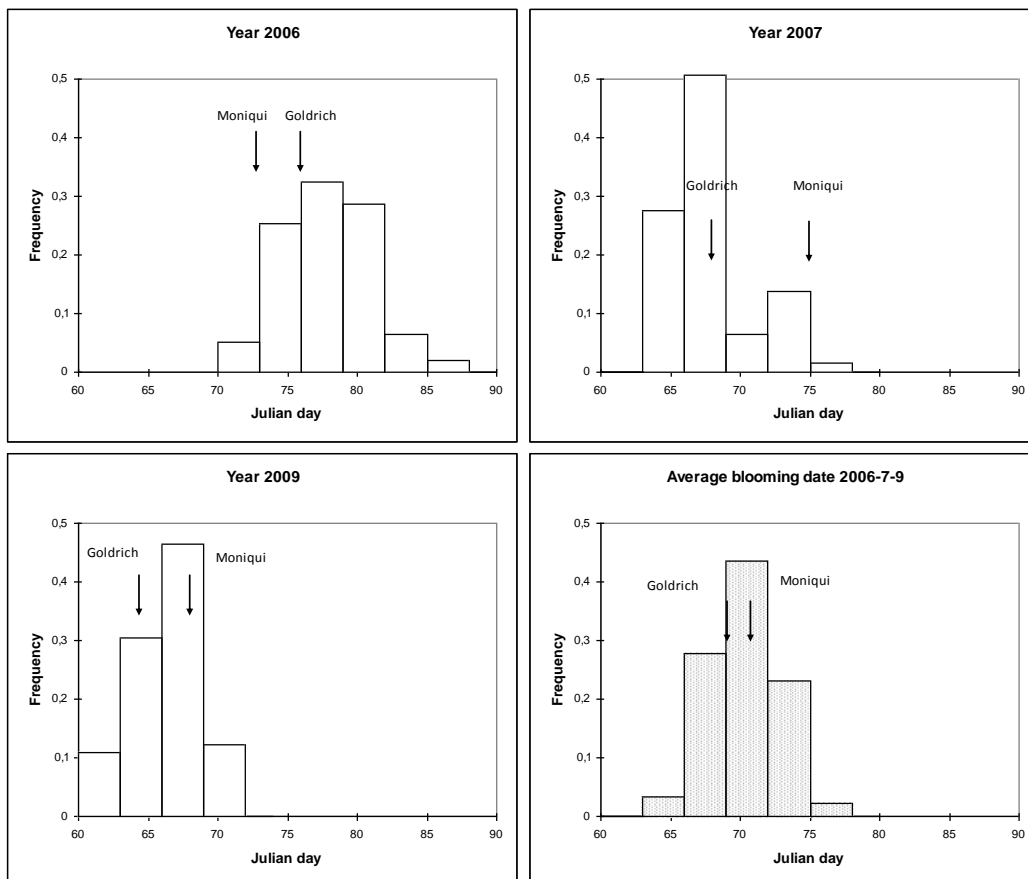 Year 2006
Moniqui Goldrich
Frequency
0,5
0,4
0,3
0,2
0,1
0
60 65 70 75 80 85 90
Julian day
Year 2007
Goldrich Moniqui
Frequency
0,5
0,4
0,3
0,2
0,1
0
60 65 70 75 80 85 90
Julian day
Year 2009
Goldrich Moniqui
Frequency
0,5
0,4
0,3
0,2
0,1
0
60 65 70 75 80 85 90
Julian day
Average blooming date 2006-7-9
Goldrich Moniqui
Frequency
0,5
0,4
0,3
0,2
0,1
0
60 65 70 75 80 85 90
Julian day